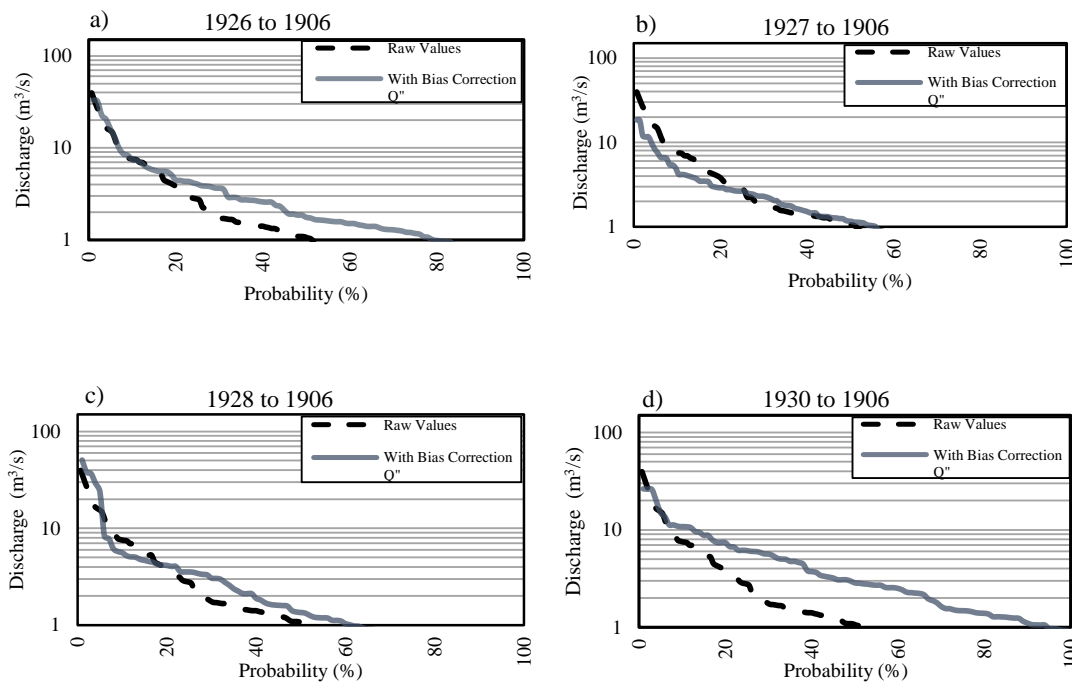 a)
1926 to 1906
Raw Values
With Bias Correction
Q"
Discharge (m³/s)
100
10
1
0
20
40
60
80
100
Probability (%)
b)
1927 to 1906
Raw Values
With Bias Correction
Q"
Discharge (m³/s)
100
10
1
0
20
40
60
80
100
Probability (%)
c)
1928 to 1906
Raw Values
With Bias Correction
Q"
Discharge (m³/s)
100
10
1
0
20
40
60
80
100
Probability (%)
d)
1930 to 1906
Raw Values
With Bias Correction
Q"
Discharge (m³/s)
100
10
1
0
20
40
60
80
100
Probability (%)